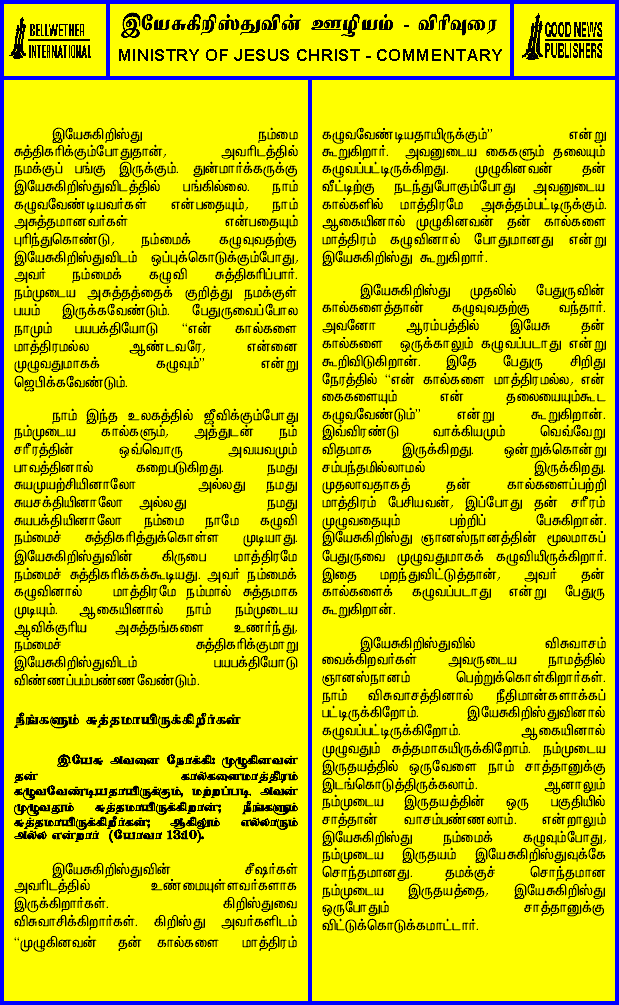 BELLWETHER
INTERNATIONAL
இயேசுகிறிஸ்துவின் ஊழியம் - விரிவுரை
MINISTRY OF JESUS CHRIST - COMMENTARY
GOOD NEWS
PUBLISHERS
இயேசுகிறிஸ்து நம்மை
சுத்திகரிக்கும்போதுதான், அவரிடத்தில்
நமக்குப் பங்கு இருக்கும். துன்மார்க்கருக்கு
இயேசுகிறிஸ்துவிடத்தில் பங்கில்லை. நாம்
கழுவவேண்டியவர்கள் என்பதையும், நாம்
அசுத்தமானவர்கள் என்பதையும்
புரிந்துகொண்டு, நம்மைக் கழுவுவதற்கு
இயேசுகிறிஸ்துவிடம் ஒப்புக்கொடுக்கும்போது,
அவர் நம்மைக் கழுவி சுத்திகரிப்பார்.
நம்முடைய அசுத்தத்தைக் குறித்து நமக்குள்
பயம் இருக்கவேண்டும். பேதுருவைப்போல
நாமும் பயபக்தியோடு “என் கால்களை
மாத்திரமல்ல ஆண்டவரே, என்னை
முழுவதுமாகக் கழுவும்” என்று
ஜெபிக்கவேண்டும்.
நாம் இந்த உலகத்தில் ஜீவிக்கும்போது
நம்முடைய கால்களும், அத்துடன் நம்
சரீரத்தின் ஒவ்வொரு அவயவமும்
பாவத்தினால் கறைபடுகிறது. நமது
சுயமுயற்சியினாலோ அல்லது நமது
சுயசக்தியினாலோ அல்லது நமது
சுயபக்தியினாலோ நம்மை நாமே கழுவி
நம்மைச் சுத்திகரித்துக்கொள்ள முடியாது.
இயேசுகிறிஸ்துவின் கிருபை மாத்திரமே
நம்மைச் சுத்திகரிக்கக்கூடியது. அவர் நம்மைக்
கழுவினால் மாத்திரமே நம்மால் சுத்தமாக
முடியும். ஆகையினால் நாம் நம்முடைய
ஆவிக்குரிய அசுத்தங்களை உணர்ந்து,
நம்மைச் சுத்திகரிக்குமாறு
இயேசுகிறிஸ்துவிடம் பயபக்தியோடு
விண்ணப்பம்பண்ண வேண்டும்.
நீங்களும் சுத்தமாயிருக்கிறீர்கள்
இயேசு அவனை நோக்கி: முழுகினவன்
தன் கால்களைமாத்திரம்
கழுவவேண்டியதாயிருக்கும், மற்றப்படி அவன்
முழுவதும் சுத்தமாயிருக்கிறான்; நீங்களும்
சுத்தமாயிருக்கிறீர்கள்; ஆகிலும் எல்லாரும்
அல்ல என்றார் (யோவா 13:10).
இயேசுகிறிஸ்துவின் சீஷர்கள்
அவரிடத்தில் உண்மையுள்ளவர்களாக
இருக்கிறார்கள். கிறிஸ்துவை
விசுவாசிக்கிறார்கள். கிறிஸ்து அவர்களிடம்
“முழுகினவன் தன் கால்களை மாத்திரம்
கழுவவேண்டியதாயிருக்கும்” என்று
கூறுகிறார். அவனுடைய கைகளும் தலையும்
கழுவப்பட்டிருக்கிறது. முழுகினவன் தன்
வீட்டிற்கு நடந்துபோகும்போது அவனுடைய
கால்களில் மாத்திரமே அசுத்தம்பட்டிருக்கும்.
ஆகையினால் முழுகினவன் தன் கால்களை
மாத்திரம் கழுவினால் போதுமானது என்று
இயேசுகிறிஸ்து கூறுகிறார்.
இயேசுகிறிஸ்து முதலில் பேதுருவின்
கால்களைத்தான் கழுவுவதற்கு வந்தார்.
அவனோ ஆரம்பத்தில் இயேசு தன்
கால்களை ஒருக்காலும் கழுவப்படாது என்று
கூறிவிடுகிறான். இதே பேதுரு சிறிது
நேரத்தில் “என் கால்களை மாத்திரமல்ல, என்
கைகளையும் என் தலையையும்கூட
கழுவவேண்டும்” என்று கூறுகிறான்.
இவ்விரண்டு வாக்கியமும் வெவ்வேறு
விதமாக இருக்கிறது. ஒன்றுக்கொன்று
சம்பந்தமில்லாமல் இருக்கிறது.
முதலாவதாகத் தன் கால்களைப்பற்றி
மாத்திரம் பேசியவன், இப்போது தன் சரீரம்
முழுவதையும் பற்றிப் பேசுகிறான்.
இயேசுகிறிஸ்து ஞானஸ்நானத்தின் மூலமாகப்
பேதுருவை முழுவதுமாகக் கழுவியிருக்கிறார்.
இதை மறந்துவிட்டுத்தான், அவர் தன்
கால்களைக் கழுவப்படாது என்று பேதுரு
கூறுகிறான்.
இயேசுகிறிஸ்துவில் விசுவாசம்
வைக்கிறவர்கள் அவருடைய நாமத்தில்
ஞானஸ்நானம் பெற்றுக்கொள்கிறார்கள்.
நாம் விசுவாசத்தினால் நீதிமான்களாக்கப்
பட்டிருக்கிறோம். இயேசுகிறிஸ்துவினால்
கழுவப்பட்டிருக்கிறோம். ஆகையினால்
முழுவதும் சுத்தமாகயிருக்கிறோம். நம்முடைய
இருதயத்தில் ஒருவேளை நாம் சாத்தானுக்கு
இடங்கொடுத்திருக்கலாம். ஆனாலும்
நம்முடைய இருதயத்தின் ஒரு பகுதியில்
சாத்தான் வாசம்பண்ணலாம். என்றாலும்
இயேசுகிறிஸ்து நம்மைக் கழுவும்போது,
நம்முடைய இருதயம் இயேசுகிறிஸ்துவுக்கே
சொந்தமானது. தமக்குச் சொந்தமான
நம்முடைய இருதயத்தை, இயேசுகிறிஸ்து
ஒருபோதும் சாத்தானுக்கு
விட்டுக்கொடுக்கமாட்டார்.